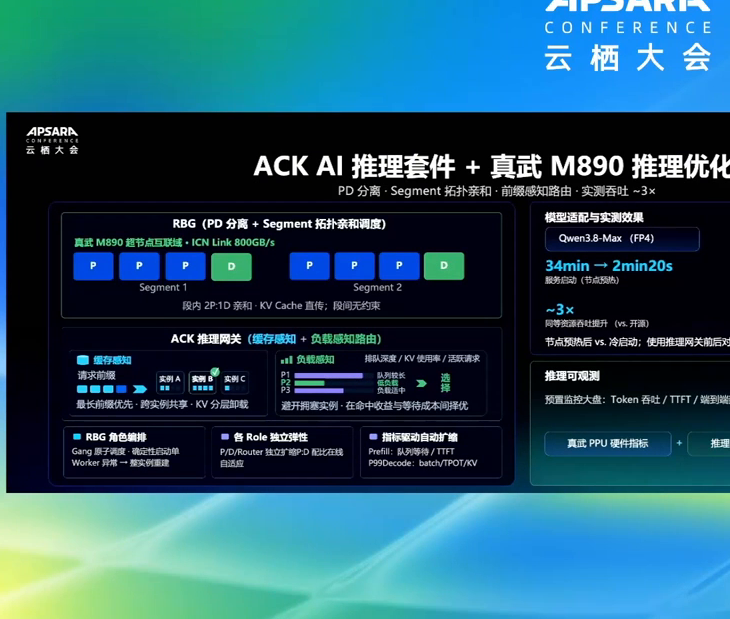 APSARA
CONFERENCE
云栖大会
APSARA
CONFERENCE
云栖大会
ACK AI 推理套件 + 真武 M890 推理优化
PD 分离 · Segment 拓扑亲和 · 前缀感知路由 · 实测吞吐 ~3×
RBG（PD 分离 + Segment 拓扑亲和调度）
真武 M890 超节点互联域 · ICN Link 800GB/s
P P P D P P P D
Segment 1 Segment 2
段内 2P:1D 亲和 · KV Cache 直传；段间无约束
ACK 推理网关（缓存感知 + 负载感知路由）
缓存感知
请求前缀
实例 A 实例 B 实例 C
最长前缀优先 · 跨实例共享 · KV 分层卸载
负载感知 排队深度 / KV 使用率 / 活跃请求
P1 队列较长
P2 低负载
P3 负载适中
选择
避开拥塞实例 · 在命中收益与等待成本间择优
RBG 角色编排
Gang 原子调度 · 确定性启动单
Worker 异常 → 整实例重建
各 Role 独立弹性
P/D/Router 独立扩缩P:D 配比在线
自适应
指标驱动自动扩缩
Prefill：队列等待 / TTFT
P99Decode：batch/TPOT/KV
模型适配与实测效果
Qwen3.8-Max （FP4）
34min → 2min20s
服务启动（节点预热）
~3×
同等资源吞吐提升 （vs. 开源）
节点预热后 vs. 冷启动；使用推理网关前后对
推理可观测
预置监控大盘：Token 吞吐 / TTFT / 端到端
真武 PPU 硬件指标 + 推理